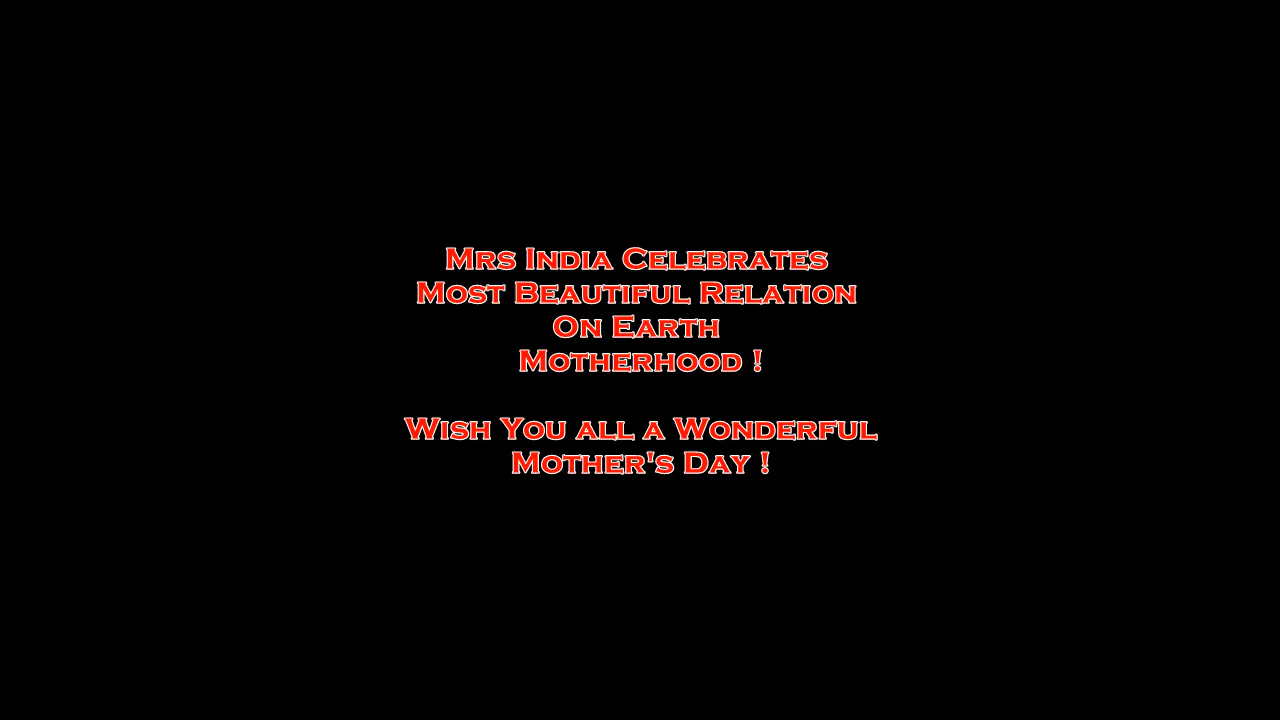 Mrs India Celebrates
Most Beautiful Relation
On Earth
Motherhood !
Wish You all a Wonderful
Mother's Day !